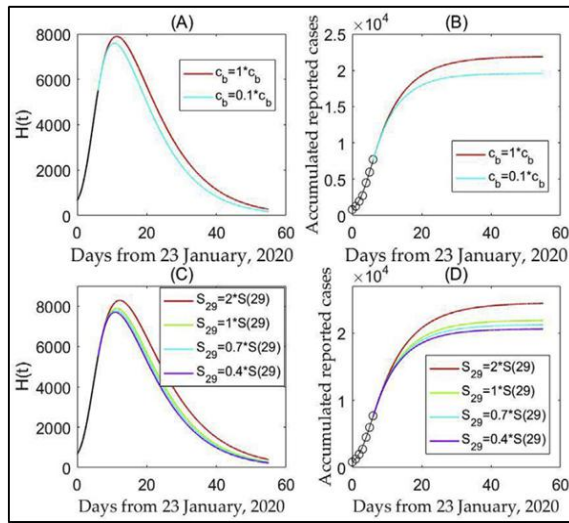 (A)
8000
6000
4000
2000
0
H(t)
c_b=1*c_b
c_b=0.1*c_b
0 20 40 60
Days from 23 January, 2020
(B)
×10^4
2.5
2
1.5
1
0.5
0
Accumulated reported cases
c_b=1*c_b
c_b=0.1*c_b
0 20 40 60
Days from 23 January, 2020
(C)
8000
6000
4000
2000
0
H(t)
S_29=2*S(29)
S_29=1*S(29)
S_29=0.7*S(29)
S_29=0.4*S(29)
0 20 40 60
Days from 23 January, 2020
(D)
×10^4
2
1
0
Accumulated reported cases
S_29=2*S(29)
S_29=1*S(29)
S_29=0.7*S(29)
S_29=0.4*S(29)
0 20 40 60
Days from 23 January, 2020